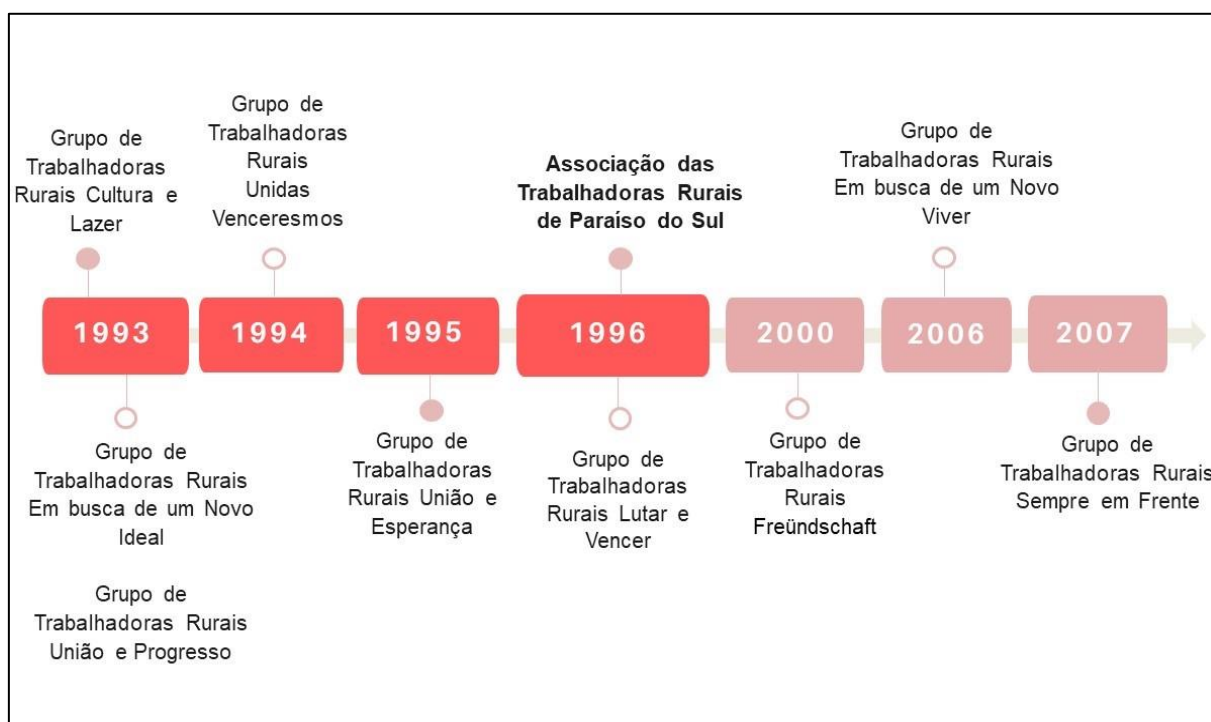 Grupo de
Trabalhadoras
Rurais Cultura e
Lazer
Grupo de
Trabalhadoras
Rurais
Unidas
Venceresmos
Associação das
Trabalhadoras Rurais
de Paraíso do Sul
Grupo de
Trabalhadoras Rurais
Em busca de um Novo
Viver
1993
1994
1995
1996
2000
2006
2007
Grupo de
Trabalhadoras Rurais
Em busca de um Novo
Ideal
Grupo de
Trabalhadoras Rurais
União e Progresso
Grupo de
Trabalhadoras
Rurais União e
Esperança
Grupo de
Trabalhadoras
Rurais Lutar e
Vencer
Grupo de
Trabalhadoras
Rurais
Freündschaft
Grupo de
Trabalhadoras Rurais
Sempre em Frente